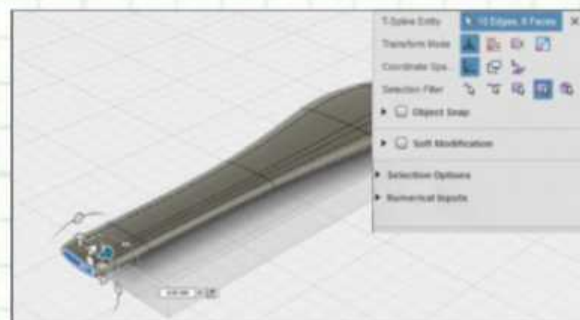 T-Spline Entity 10 Edges, 8 Faces
Transform Mode
Coordinate Spa...
Selection Filter
Object Snap
Soft Modification
Selection Options
Numerical Inputs